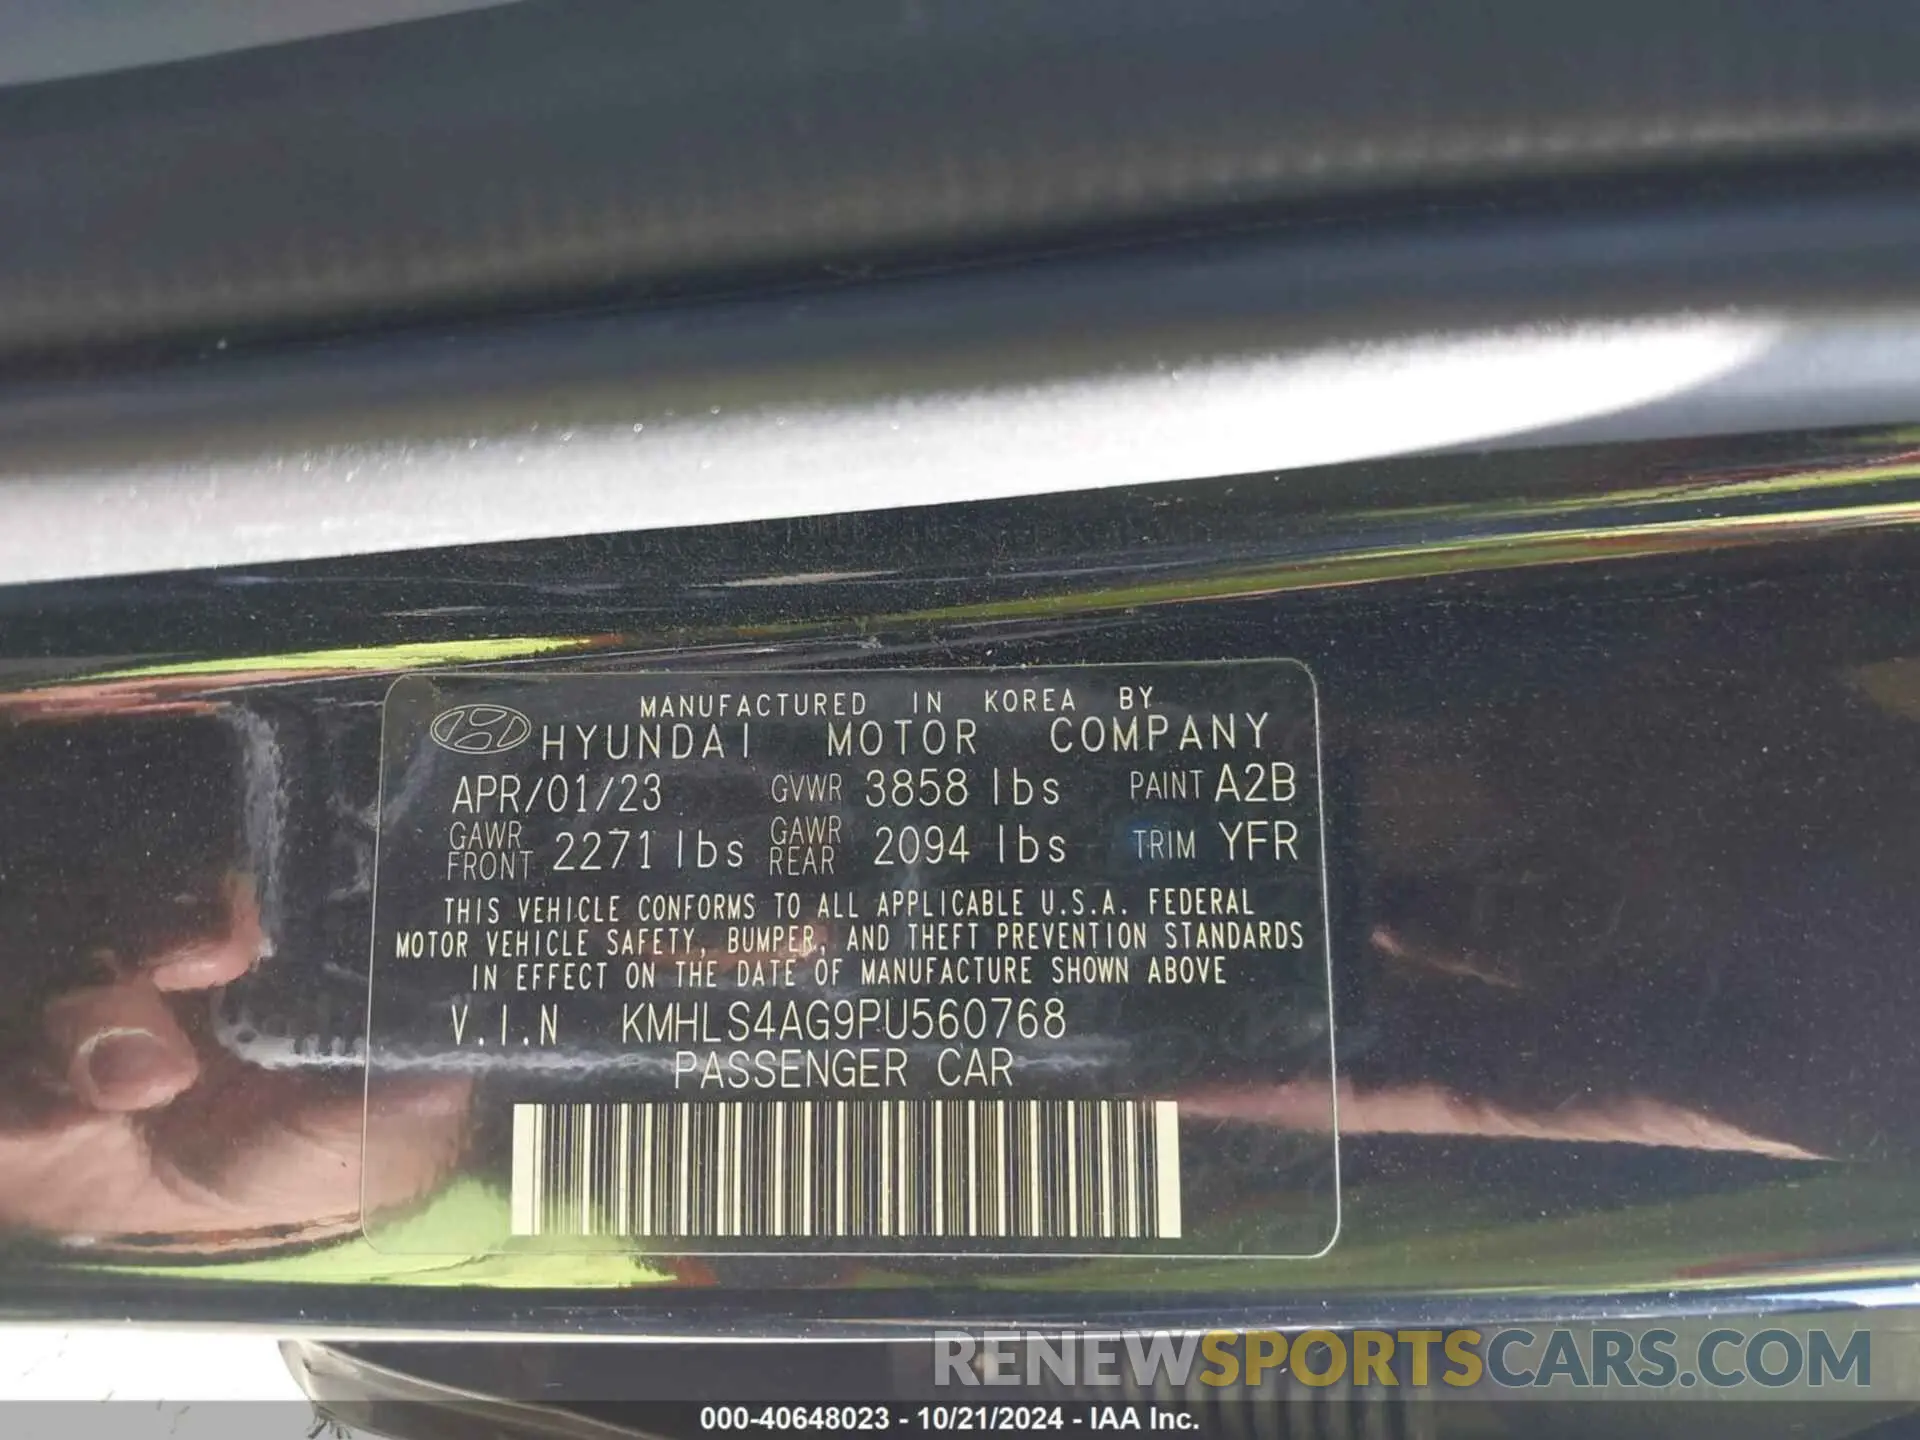 MANUFACTURED IN KOREA BY
HYUNDAI MOTOR COMPANY
APR/01/23 GVWR 3858 lbs PAINT A2B
GAWR FRONT 2271 lbs GAWR REAR 2094 lbs TRIM YFR
THIS VEHICLE CONFORMS TO ALL APPLICABLE U.S.A. FEDERAL
MOTOR VEHICLE SAFETY, BUMPER, AND THEFT PREVENTION STANDARDS
IN EFFECT ON THE DATE OF MANUFACTURE SHOWN ABOVE
V.I.N KMHLS4AG9PU560768
PASSENGER CAR
RENEWSPORTSCARS.COM
000-40648023 - 10/21/2024 - IAA Inc.